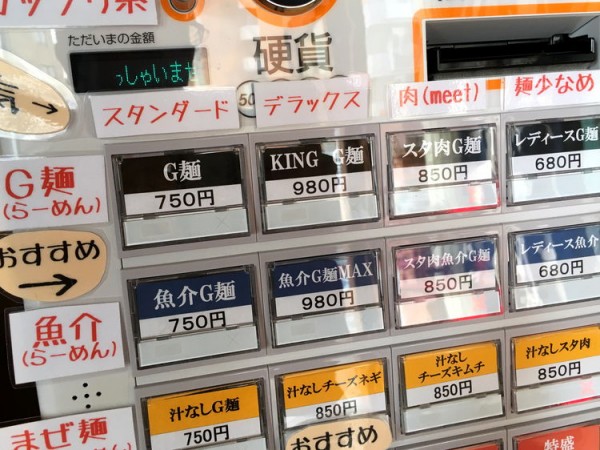 ただいまの金額
っしゃいませ
硬貨
スタンダード
デラックス
肉(meet)
麺少なめ
G麺
(らーめん)
G麺
750円
KING G麺
980円
スタ肉G麺
850円
レディースG麺
680円
おすすめ
魚介
(らーめん)
魚介G麺
750円
魚介G麺MAX
980円
スタ肉魚介G麺
850円
レディース魚介
680円
まぜ麺
汁なしG麺
750円
汁なしチーズネギ
850円
汁なし
チーズキムチ
850円
汁なしスタ肉
850円
おすすめ
特盛